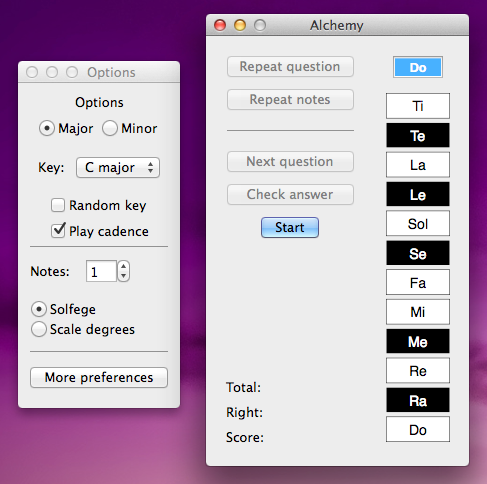 Options
Options
Major Minor
Key: C major
Random key
Play cadence
Notes: 1
Solfege
Scale degrees
More preferences
Alchemy
Repeat question
Repeat notes
Next question
Check answer
Start
Total:
Right:
Score:
Do
Ti
Te
La
Le
Sol
Se
Fa
Mi
Me
Re
Ra
Do